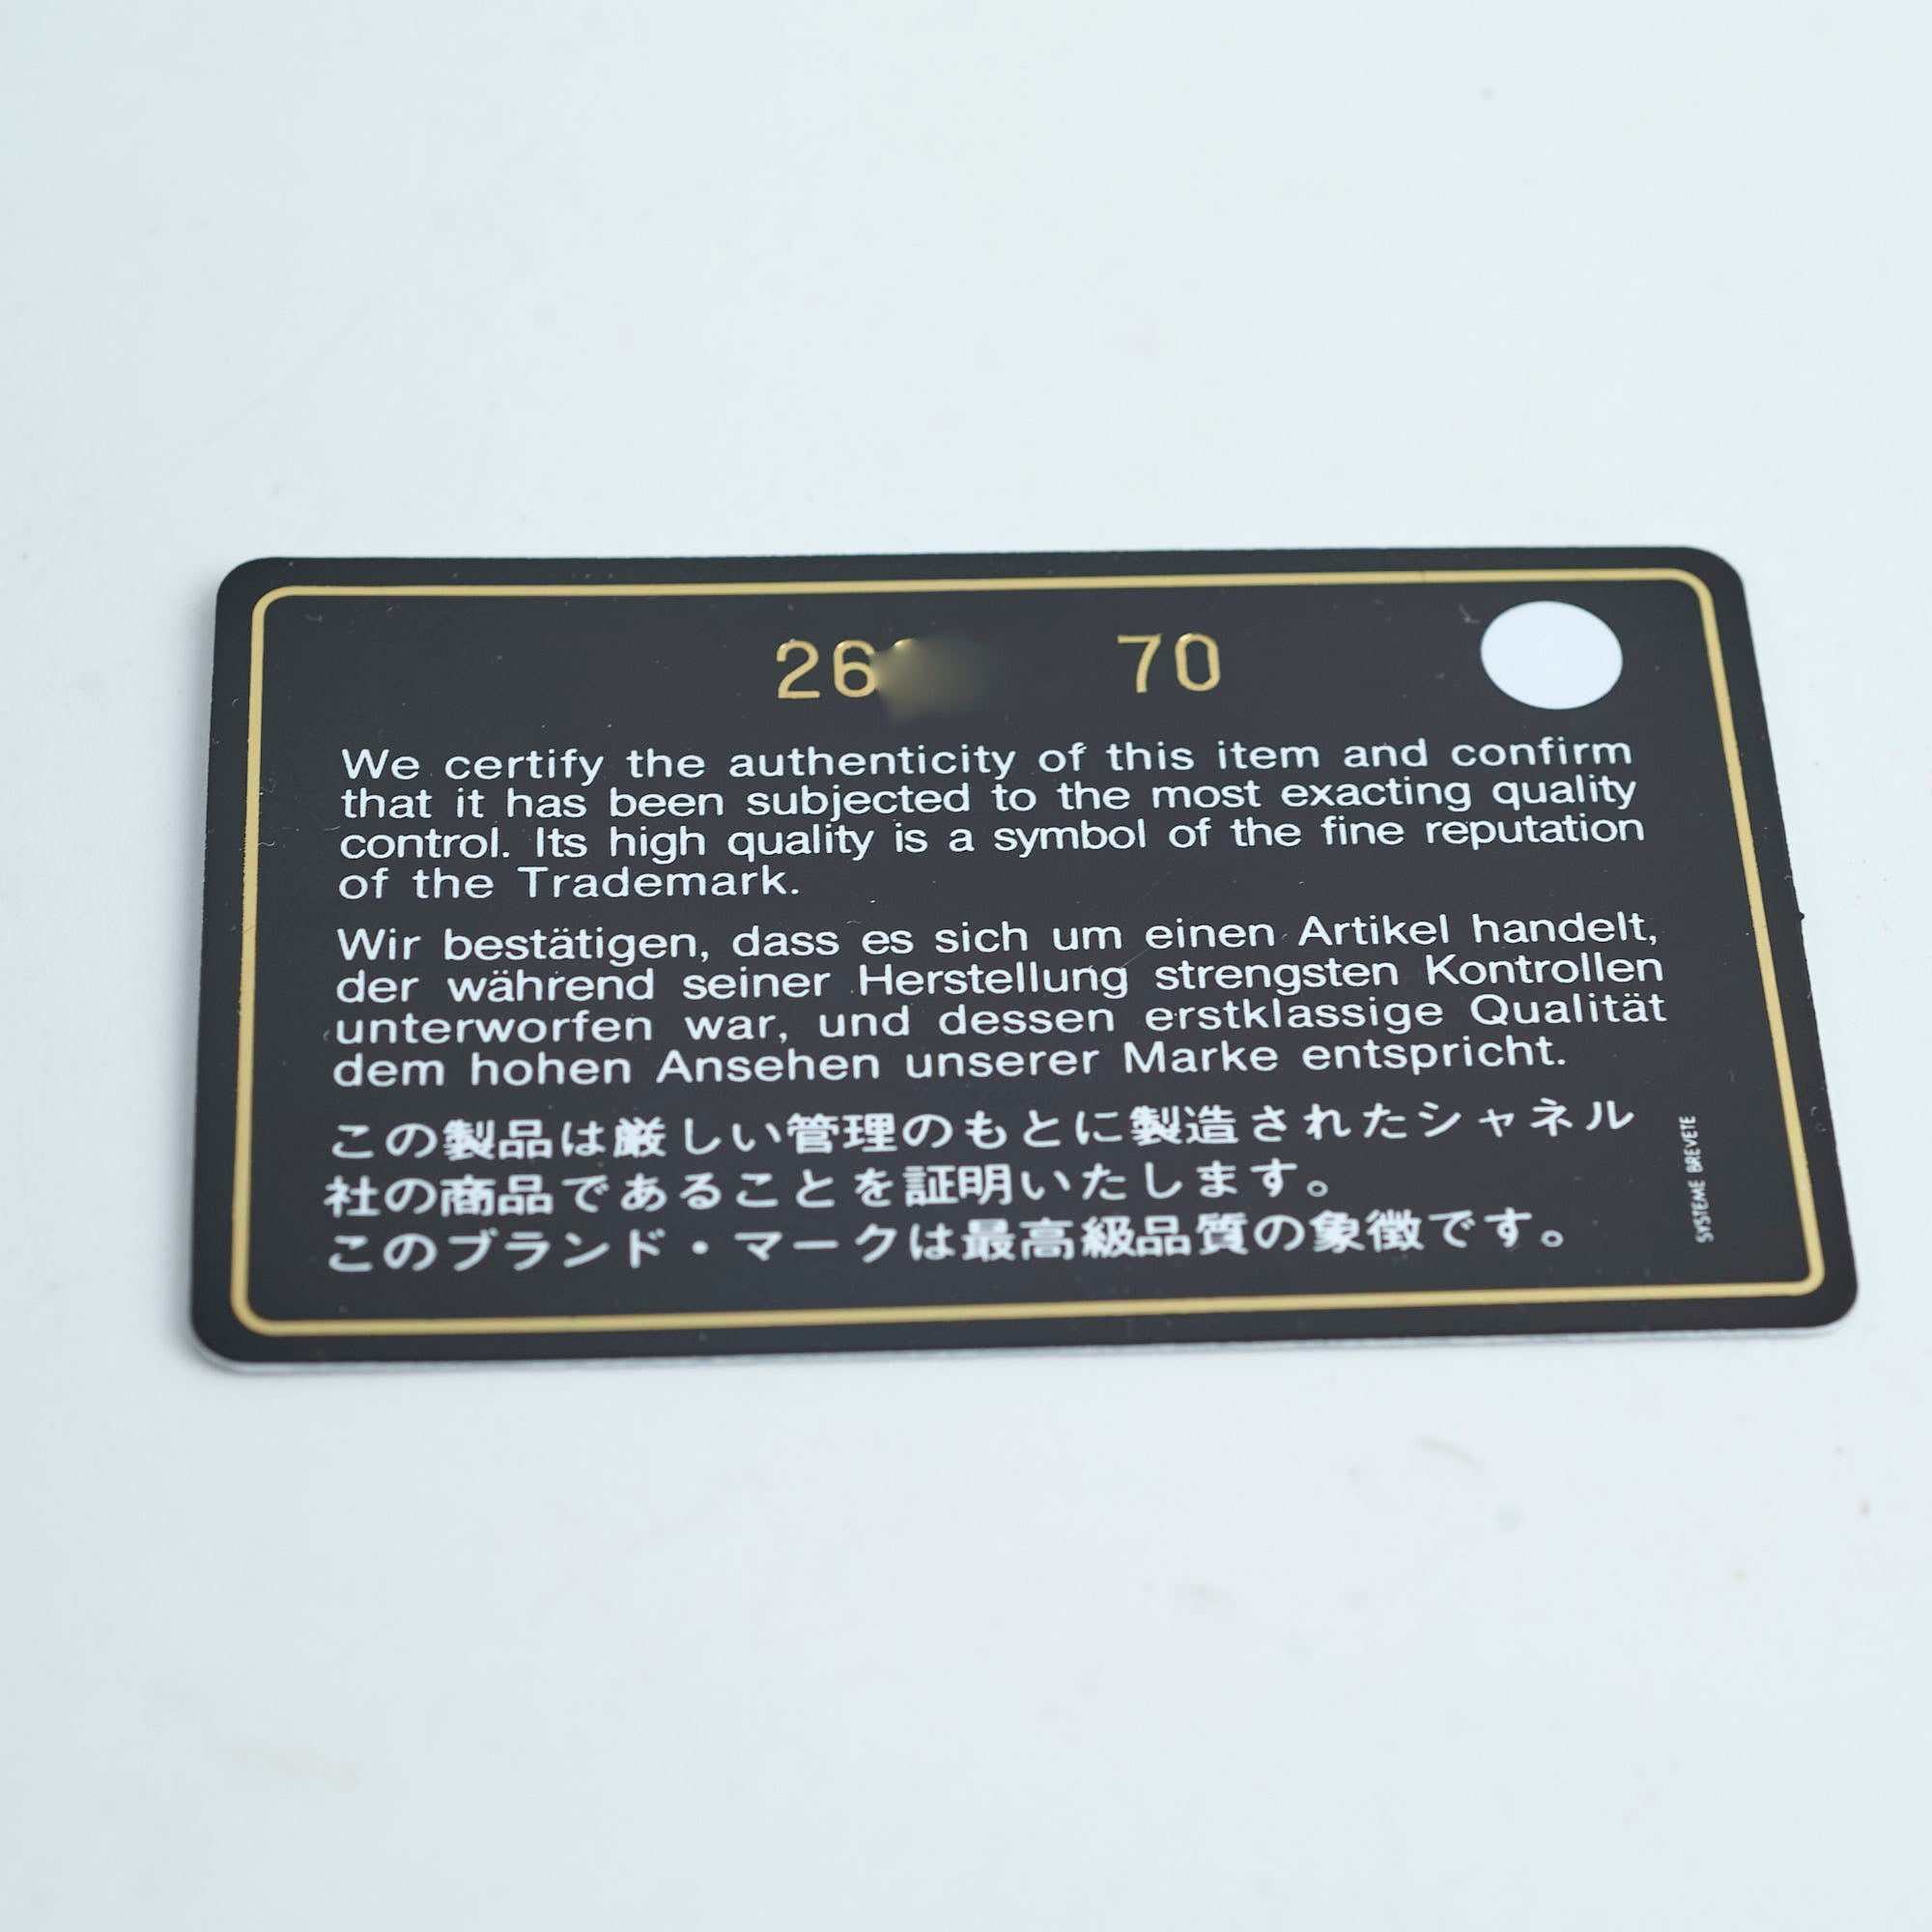 26 70
We certify the authenticity of this item and confirm
that it has been subjected to the most exacting quality
control. Its high quality is a symbol of the fine reputation
of the Trademark.
Wir bestätigen, dass es sich um einen Artikel handelt,
der während seiner Herstellung strengsten Kontrollen
unterworfen war, und dessen erstklassige Qualität
dem hohen Ansehen unserer Marke entspricht.
この製品は厳しい管理のもとに製造されたシャネル
社の商品であることを証明いたします。
このブランド・マークは最高級品質の象徴です。
SYSTEME BREVETE